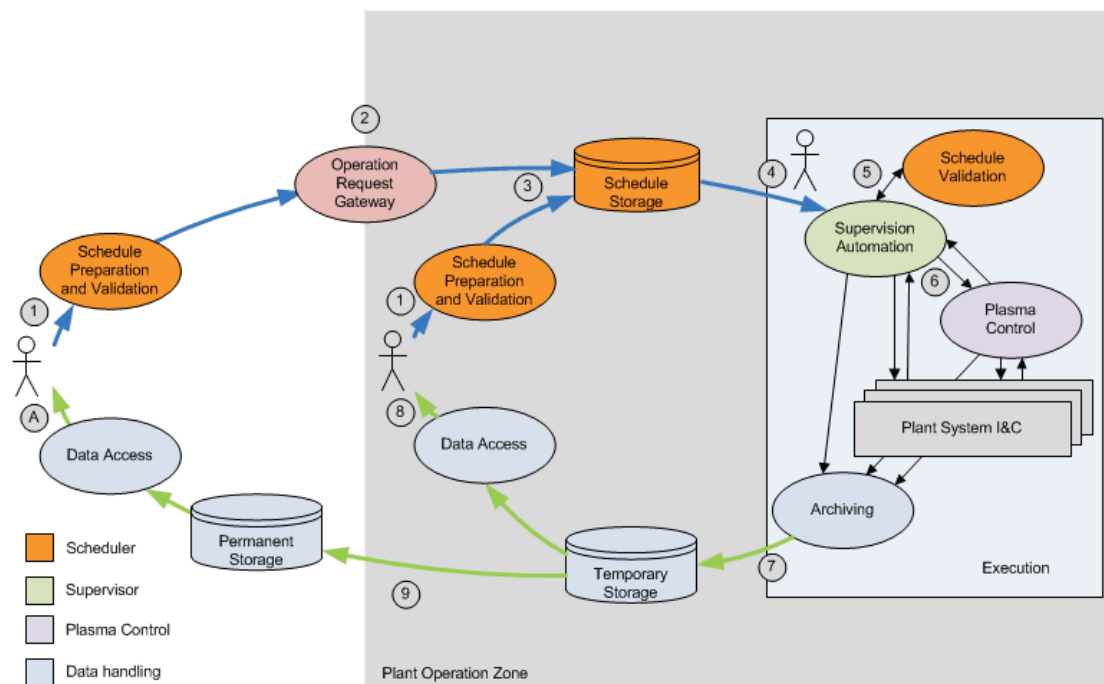 2
Operation
Request
Gateway
3
Schedule
Storage
4
5
Schedule
Validation
Supervision
Automation
6
Plasma
Control
Schedule
Preparation
and Validation
1
Schedule
Preparation
and Validation
1
A
Data Access
8
Data Access
Plant System I&C
Archiving
Permanent
Storage
Temporary
Storage
7
9
Execution
Scheduler
Supervisor
Plasma Control
Data handling
Plant Operation Zone